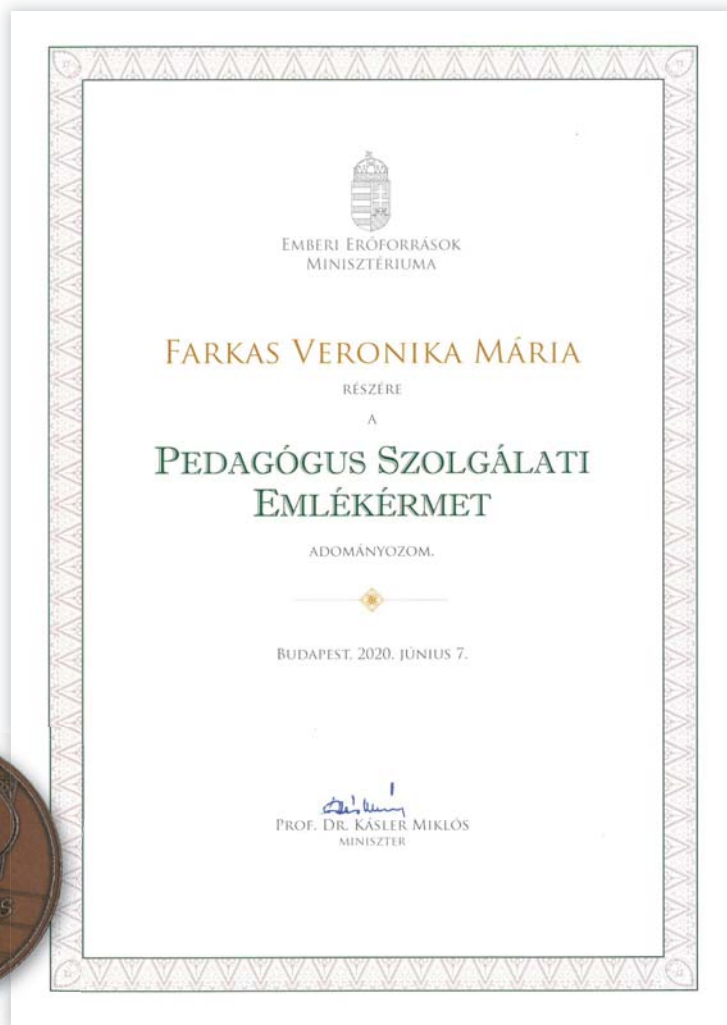 EMBERI ERŐFORRÁSOK
MINISZTÉRIUMA
FARKAS VERONIKA MÁRIA
RÉSZÉRE
A
PEDAGÓGUS SZOLGÁLATI
EMLÉKÉRMET
ADOMÁNYOZOM.
BUDAPEST, 2020. JÚNIUS 7.
PROF. DR. KÁSLER MIKLÓS
MINISZTER